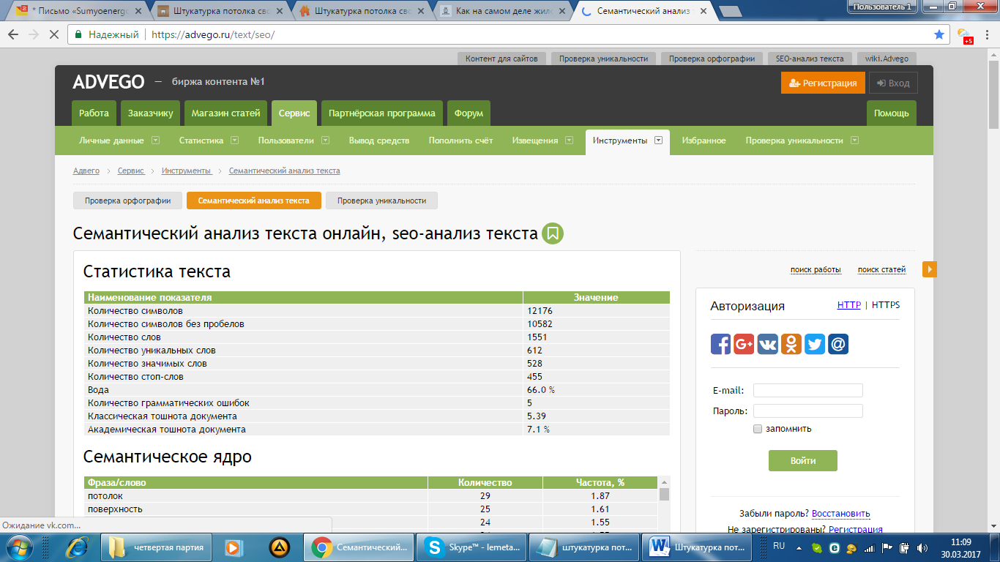 * Письмо «Sumyoenergo
Штукатурка потолка сво
Штукатурка потолка сво
Как на самом деле жил
Семантический анализ
Пользователь 1
Надежный https://advego.ru/text/seo/
+5
Контент для сайтов Проверка уникальности Проверка орфографии SEO-анализ текста wiki.Advego
ADVEGO — биржа контента №1 Регистрация Вход
Работа Заказчику Магазин статей Сервис Партнёрская программа Форум Помощь
Личные данные Статистика Пользователи Вывод средств Пополнить счёт Извещения Инструменты Избранное Проверка уникальности
Адвего Сервис Инструменты Семантический анализ текста
Проверка орфографии Семантический анализ текста Проверка уникальности
Семантический анализ текста онлайн, seo-анализ текста
Статистика текста
Наименование показателя Значение
Количество символов 12176
Количество символов без пробелов 10582
Количество слов 1551
Количество уникальных слов 612
Количество значимых слов 528
Количество стоп-слов 455
Вода 66.0 %
Количество грамматических ошибок 5
Классическая тошнота документа 5.39
Академическая тошнота документа 7.1 %
Семантическое ядро
Фраза/слово Количество Частота, %
потолок 29 1.87
поверхность 25 1.61
24 1.55
поиск работы поиск статей
Авторизация HTTP | HTTPS
E-mail:
Пароль:
запомнить
Войти
Забыли пароль? Восстановить
Не зарегистрированы? Регистрация
Ожидание vk.com...
четвертая партия
Семантический...
Skype™ - lemeta...
штукатурка пот...
Штукатурка пот...
RU
11:09
30.03.2017